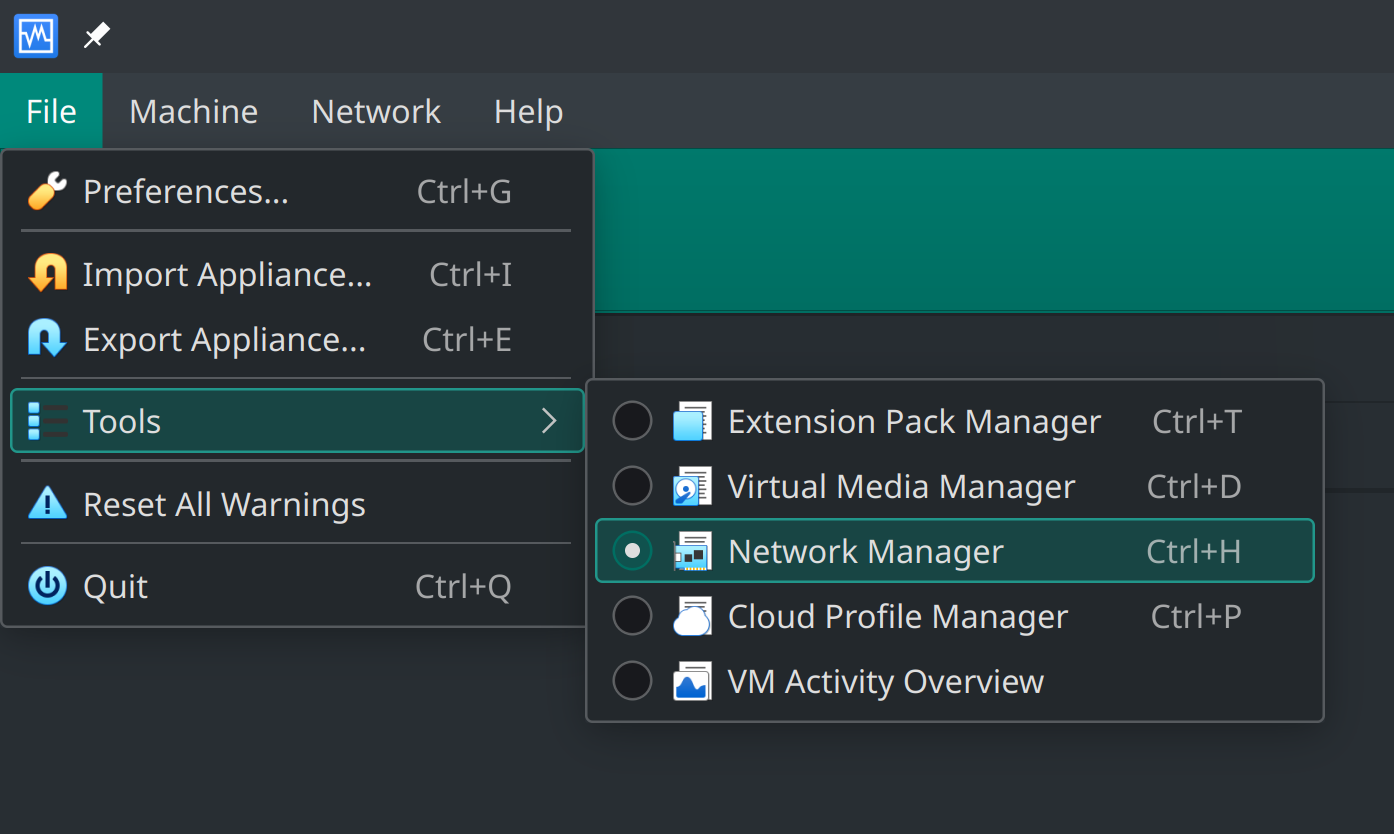 File Machine Network Help
Preferences... Ctrl+G
Import Appliance... Ctrl+I
Export Appliance... Ctrl+E
Tools
Extension Pack Manager Ctrl+T
Virtual Media Manager Ctrl+D
Network Manager Ctrl+H
Cloud Profile Manager Ctrl+P
VM Activity Overview
Reset All Warnings
Quit Ctrl+Q